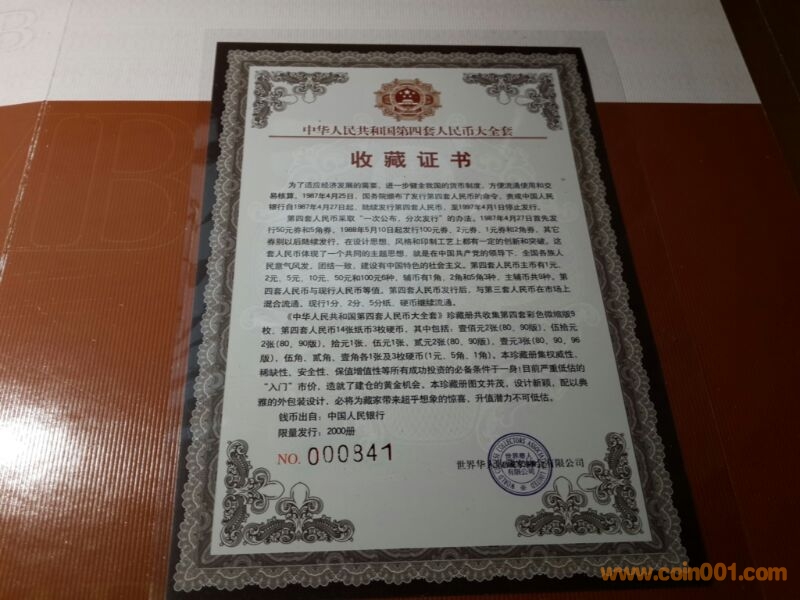 中华人民共和国第四套人民币大全套
收藏证书
为了适应经济发展的需要，进一步健全我国的货币制度，方便流通使用和交
易核算。1987年4月25日，国务院颁布了发行第四套人民币的命令，责成中国人民
银行自1987年4月27日起，陆续发行第四套人民币，至1997年4月1日停止发行。
第四套人民币采取“一次公布，分次发行”的办法。1987年4月27日首先发
行50元券和5角券，1988年5月10日起发行100元券、2元券、1元券和2角券，其它
券别以后陆续发行，在设计思想、风格和印制工艺上都有一定的创新和突破。这
套人民币体现了一个共同的主题思想，就是在中国共产党的领导下，全国各族人
民意气风发，团结一致，建设有中国特色的社会主义。第四套人民币主币有1元、
2元、5元、10元、50元和100元6种，辅币有1角、2角和5角3种，主辅币共9种。第
四套人民币与现行人民币等值。第四套人民币发行后，与第三套人民币在市场上
混合流通。现行1分、2分、5分纸、硬币继续流通。
《中华人民共和国第四套人民币大全套》珍藏册共收集第四套彩色微缩版9
枚，第四套人民币14张纸币3枚硬币，其中包括：壹佰元2张(80、90版)，伍拾元
2张(80、90版)，拾元1张、伍元1张、贰元2张(80、90版)、壹元3张(80、90、96
版)，伍角、贰角、壹角各1张及3枚硬币(1元、5角、1角)。本珍藏册集权威性、
稀缺性、安全性、保值增值性等所有成功投资的必备条件于一身!目前严重低估的
“入门”市价，造就了建仓的黄金机会。本珍藏册图文并茂，设计新颖，配以典
雅的外包装设计，必将为藏家带来超乎想象的惊喜，升值潜力不可低估。
钱币出自：中国人民银行
限量发行：2000册
NO. 000841
世界华人
有限公司
WORLD CHINESE COLLECTORS ASSOCIATION LIMITED
www.coin001.com